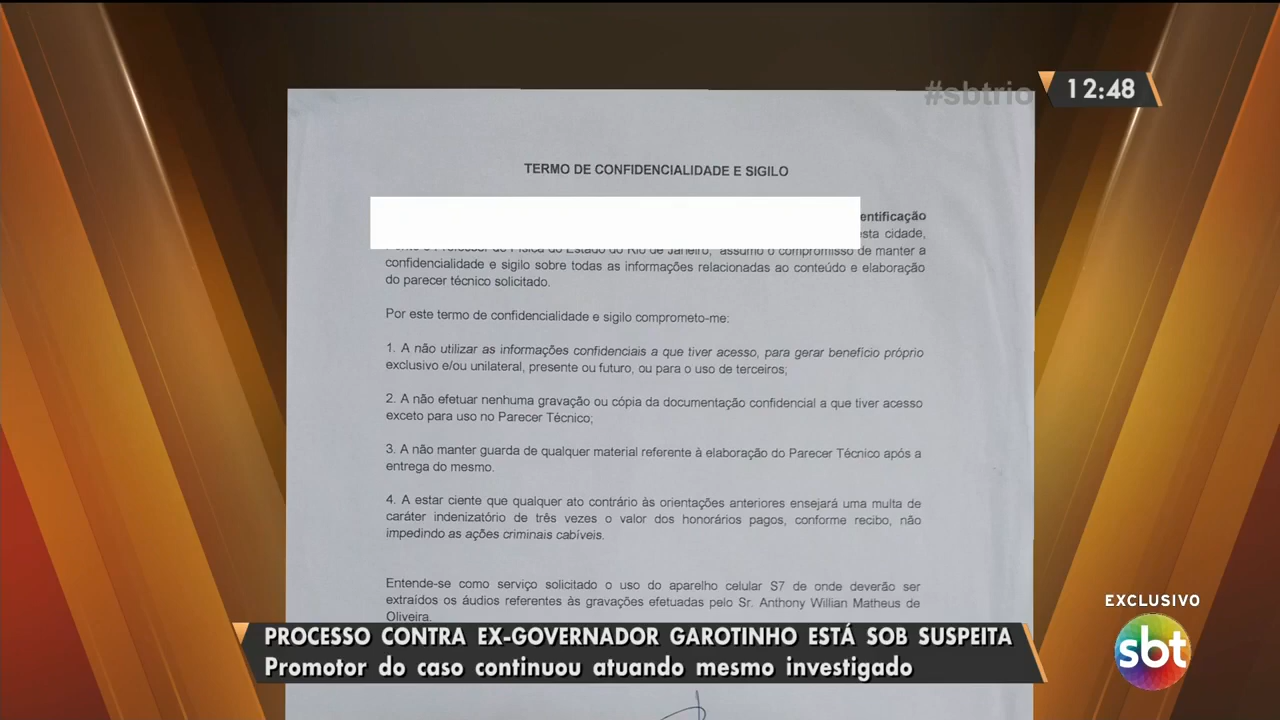 #sbtrio
12:48
TERMO DE CONFIDENCIALIDADE E SIGILO
entificação
esta cidade,
Professor de Física do Estado do Rio de Janeiro, assumo o compromisso de manter a
confidencialidade e sigilo sobre todas as informações relacionadas ao conteúdo e elaboração
do parecer técnico solicitado.
Por este termo de confidencialidade e sigilo comprometo-me:
1. A não utilizar as informações confidenciais a que tiver acesso, para gerar benefício próprio
exclusivo e/ou unilateral, presente ou futuro, ou para o uso de terceiros;
2. A não efetuar nenhuma gravação ou cópia da documentação confidencial a que tiver acesso
exceto para uso no Parecer Técnico;
3. A não manter guarda de qualquer material referente à elaboração do Parecer Técnico após a
entrega do mesmo.
4. A estar ciente que qualquer ato contrário às orientações anteriores ensejará uma multa de
caráter indenizatório de três vezes o valor dos honorários pagos, conforme recibo, não
impedindo as ações criminais cabíveis.
Entende-se como serviço solicitado o uso do aparelho celular S7 de onde deverão ser
extraídos os áudios referentes às gravações efetuadas pelo Sr. Anthony Willian Matheus de
Oliveira.
EXCLUSIVO
sbt
PROCESSO CONTRA EX-GOVERNADOR GAROTINHO ESTÁ SOB SUSPEITA
Promotor do caso continuou atuando mesmo investigado